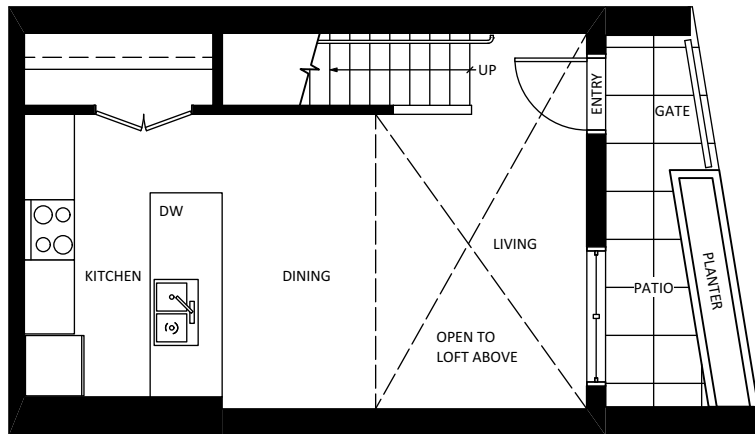 UP
ENTRY
GATE
DW
LIVING
KITCHEN
DINING
PATIO
PLANTER
OPEN TO
LOFT ABOVE